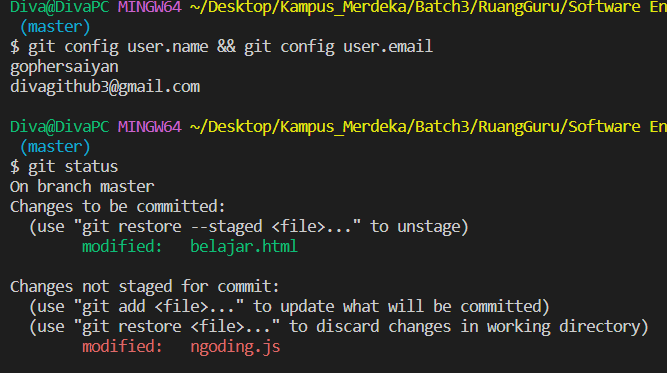 Diva@DivaPC MINGW64 ~/Desktop/Kampus_Merdeka/Batch3/RuangGuru/Software En
(master)
$ git config user.name && git config user.email
gophersaiyan
divagithub3@gmail.com
Diva@DivaPC MINGW64 ~/Desktop/Kampus_Merdeka/Batch3/RuangGuru/Software En
(master)
$ git status
On branch master
Changes to be committed:
(use "git restore --staged <file>..." to unstage)
modified: belajar.html
Changes not staged for commit:
(use "git add <file>..." to update what will be committed)
(use "git restore <file>..." to discard changes in working directory)
modified: ngoding.js